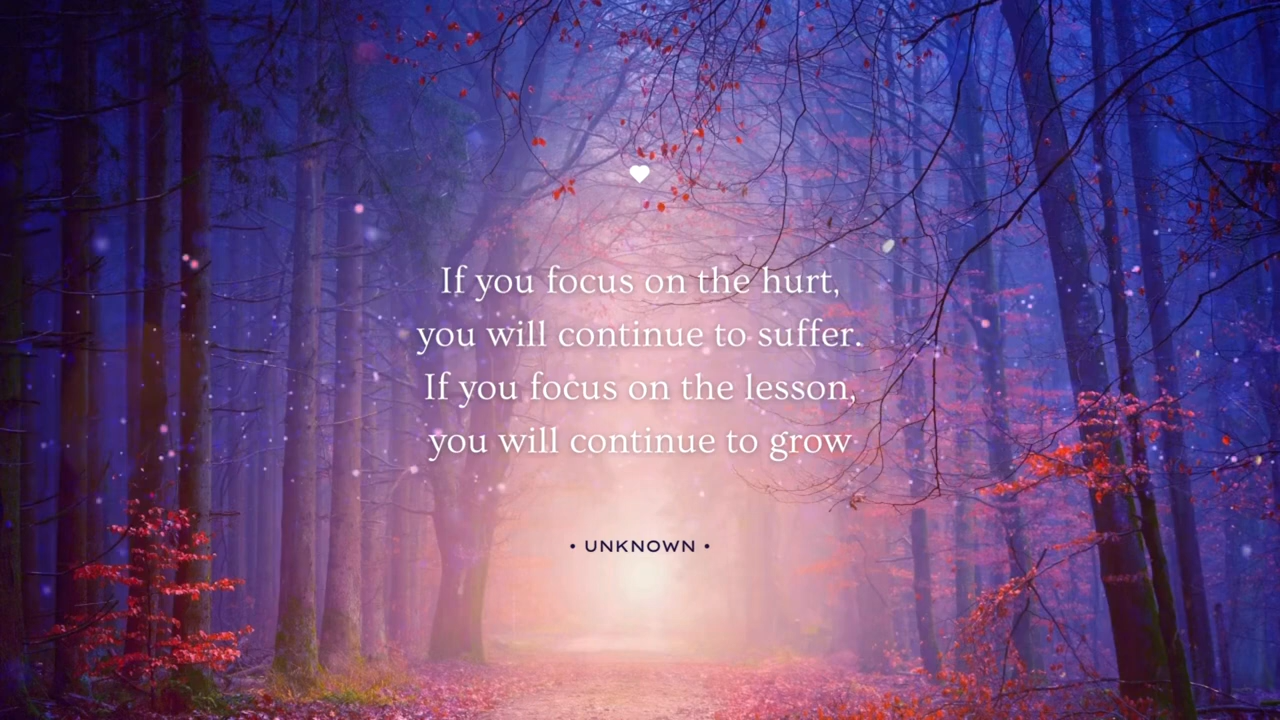 If you focus on the hurt,
you will continue to suffer.
If you focus on the lesson,
you will continue to grow
• UNKNOWN •